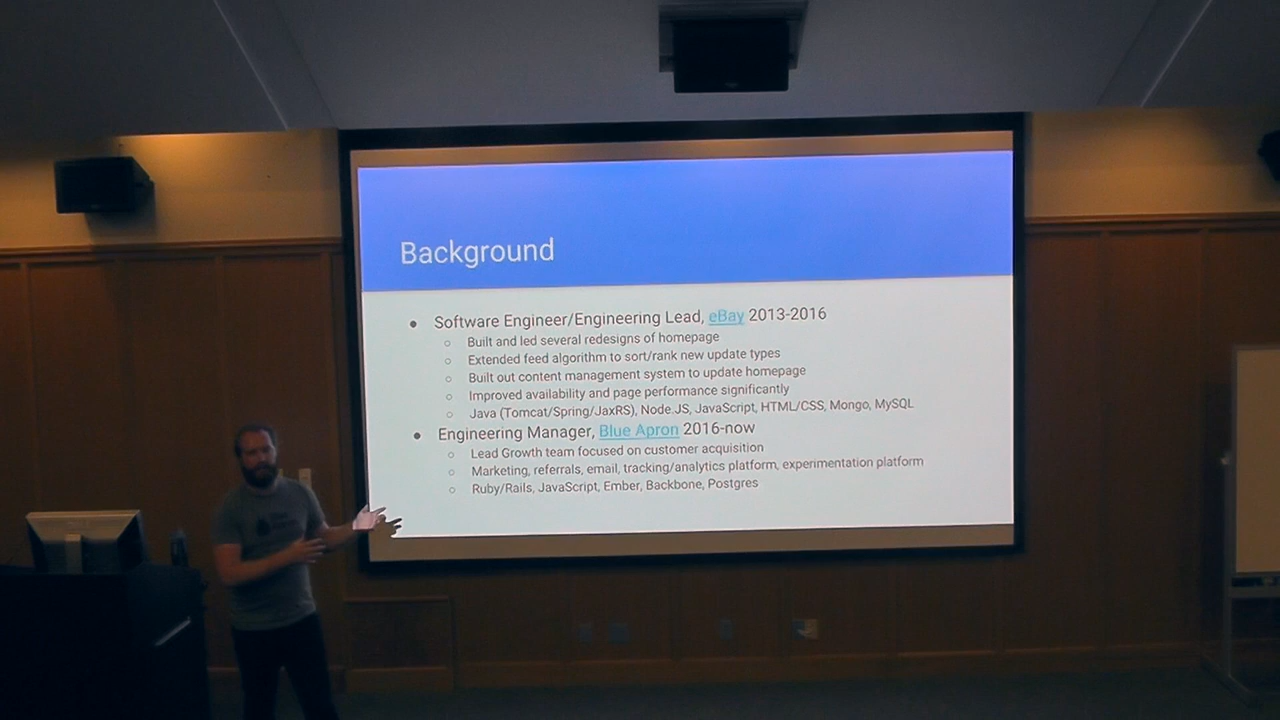 Background
● Software Engineer/Engineering Lead, eBay 2013-2016
○ Built and led several redesigns of homepage
○ Extended feed algorithm to sort/rank new update types
○ Built out content management system to update homepage
○ Improved availability and page performance significantly
○ Java (Tomcat/Spring/JaxRS), Node.JS, JavaScript, HTML/CSS, Mongo, MySQL
● Engineering Manager, Blue Apron 2016-now
○ Lead Growth team focused on customer acquisition
○ Marketing, referrals, email, tracking/analytics platform, experimentation platform
○ Ruby/Rails, JavaScript, Ember, Backbone, Postgres